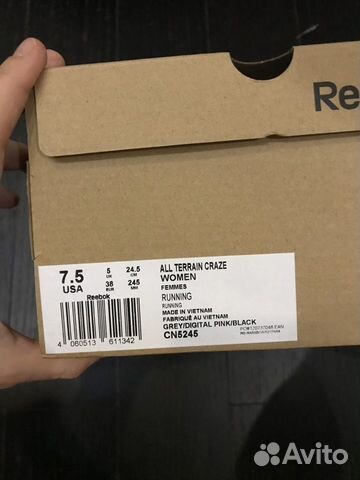 Re
7.5 5 24.5
UK CM
USA 38 245
EUR MM
Reebok
4 060513 611342
ALL TERRAIN CRAZE
WOMEN
FEMMES
RUNNING
RUNNING
MADE IN VIETNAM
FABRIQUÉ AU VIETNAM
GREY/DIGITAL PINK/BLACK
CN5245
EAN
Avito